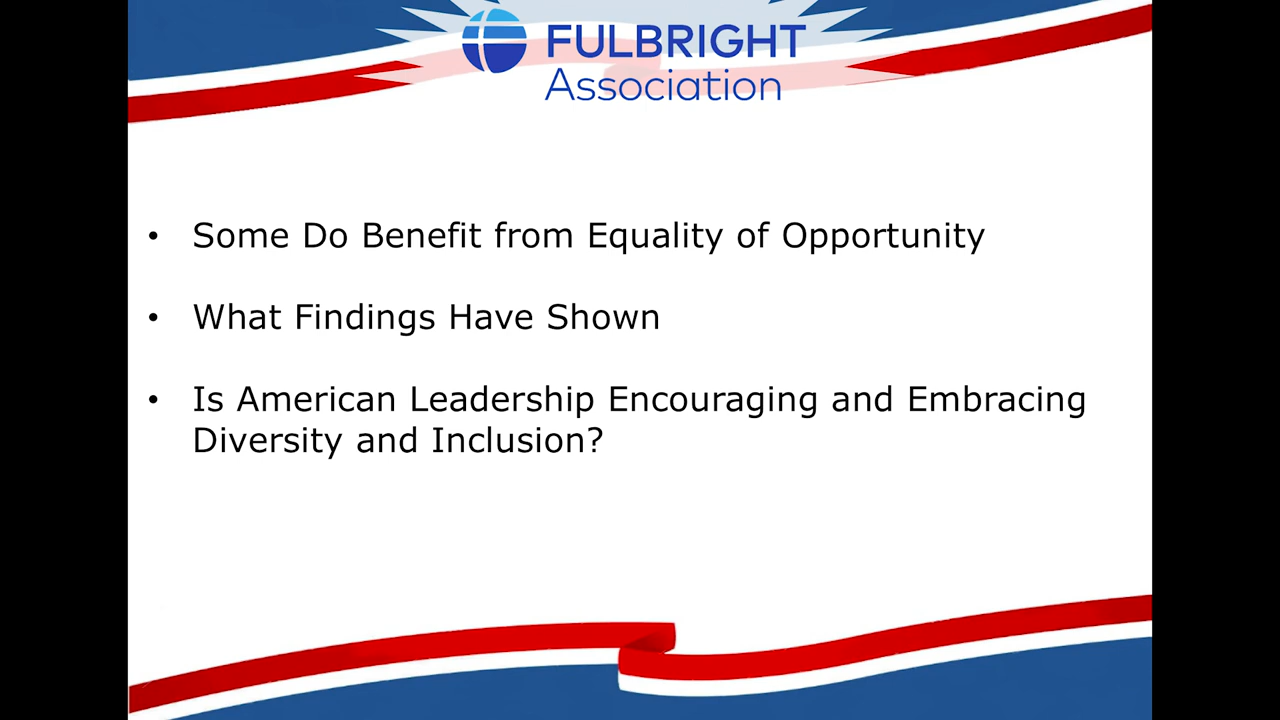 FULBRIGHT
Association
• Some Do Benefit from Equality of Opportunity
• What Findings Have Shown
• Is American Leadership Encouraging and Embracing
Diversity and Inclusion?